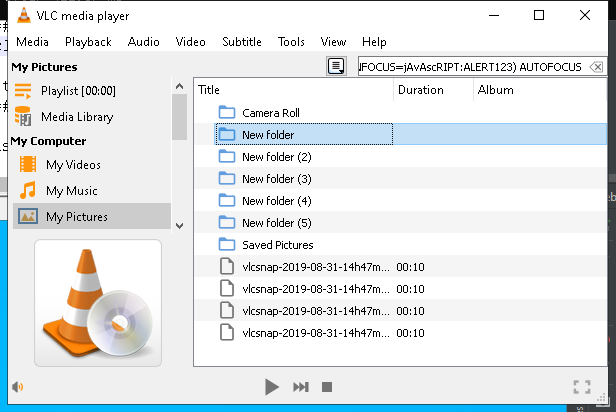 VLC media player
Media Playback Audio Video Subtitle Tools View Help
My Pictures
Playlist [00:00]
Media Library
My Computer
My Videos
My Music
My Pictures
FOCUS=jAvAscRIPT:ALERT123) AUTOFOCUS
Title Duration Album
Camera Roll
New folder
New folder (2)
New folder (3)
New folder (4)
New folder (5)
Saved Pictures
vlcsnap-2019-08-31-14h47m... 00:10
vlcsnap-2019-08-31-14h47m... 00:10
vlcsnap-2019-08-31-14h47m... 00:10
vlcsnap-2019-08-31-14h47m... 00:10